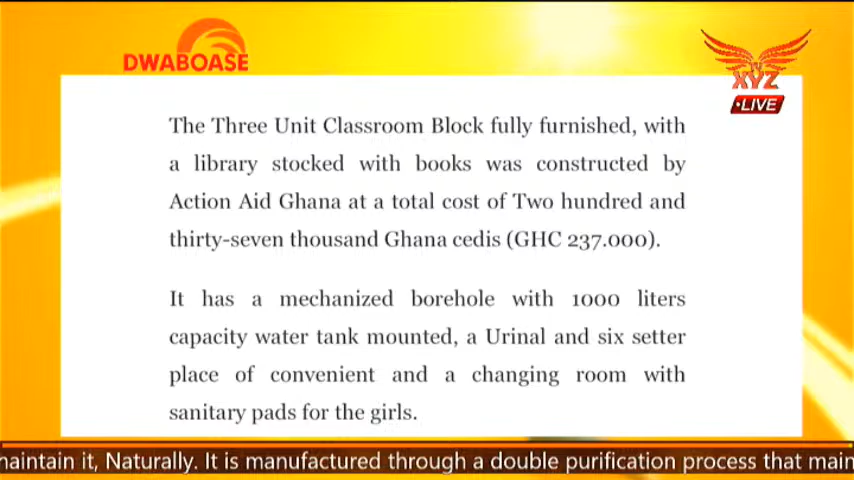 DWABOASE
XYZ
LIVE
The Three Unit Classroom Block fully furnished, with
a library stocked with books was constructed by
Action Aid Ghana at a total cost of Two hundred and
thirty-seven thousand Ghana cedis (GHC 237.000).
It has a mechanized borehole with 1000 liters
capacity water tank mounted, a Urinal and six setter
place of convenient and a changing room with
sanitary pads for the girls.
naintain it, Naturally. It is manufactured through a double purification process that main